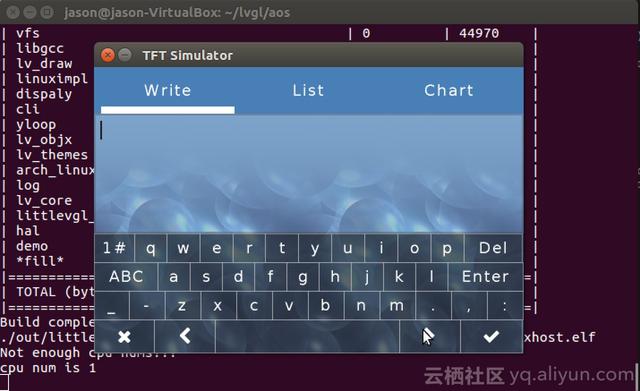 jason@jason-VirtualBox: ~/lvgl/aos
| vfs | 0 | 44970 |
| libgcc
| lv_draw
| linuximpl
| dispaly
| cli
| yloop
| lv_objx
| lv_themes
| arch_linux
| log
| lv_core
| littlevgl_
| hal
| demo
| *fill*
|===========
| TOTAL (byt
|===========
Build comple
./out/little
xhost.elf
Not enough cpu nums...
cpu num is 1
TFT Simulator
Write List Chart
1# q w e r t y u i o p Del
ABC a s d f g h j k l Enter
_ - z x c v b n m . , :
云栖社区 yq.aliyun.com